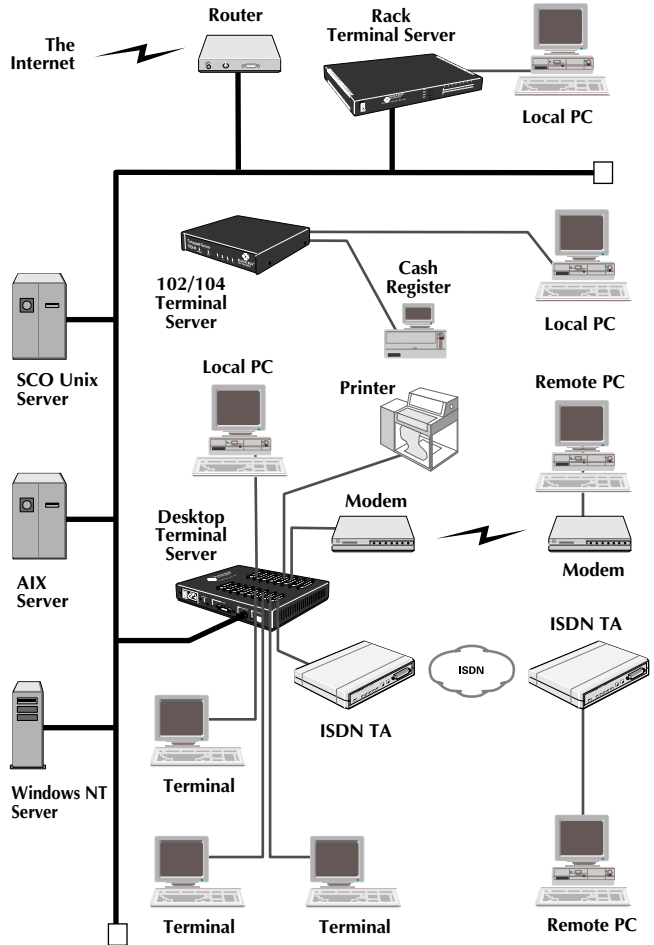 Router
Rack
Terminal Server
The
Internet
Local PC
102/104
Terminal
Server
Cash
Register
Local PC
SCO Unix
Server
Local PC
Printer
Remote PC
Desktop
Terminal
Server
Modem
Modem
AIX
Server
ISDN TA
ISDN
ISDN TA
Terminal
Windows NT
Server
Terminal
Terminal
Remote PC